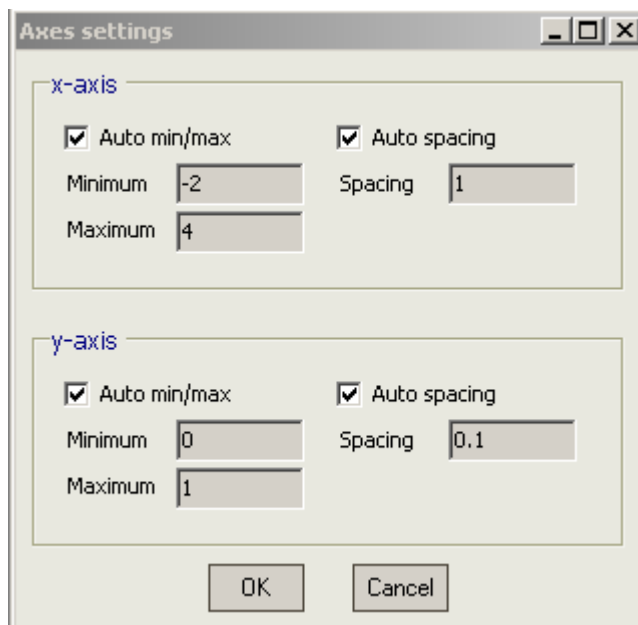 Axes settings
x-axis
Auto min/max Auto spacing
Minimum -2 Spacing 1
Maximum 4
y-axis
Auto min/max Auto spacing
Minimum 0 Spacing 0.1
Maximum 1
OK Cancel